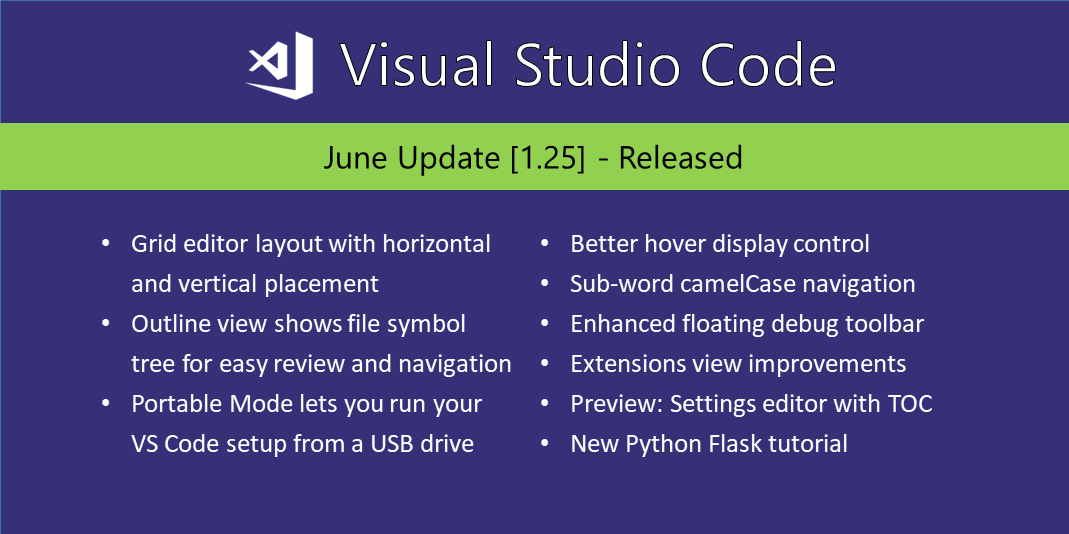 Visual Studio Code
June Update [1.25] - Released
• Grid editor layout with horizontal
and vertical placement
• Outline view shows file symbol
tree for easy review and navigation
• Portable Mode lets you run your
VS Code setup from a USB drive
• Better hover display control
• Sub-word camelCase navigation
• Enhanced floating debug toolbar
• Extensions view improvements
• Preview: Settings editor with TOC
• New Python Flask tutorial